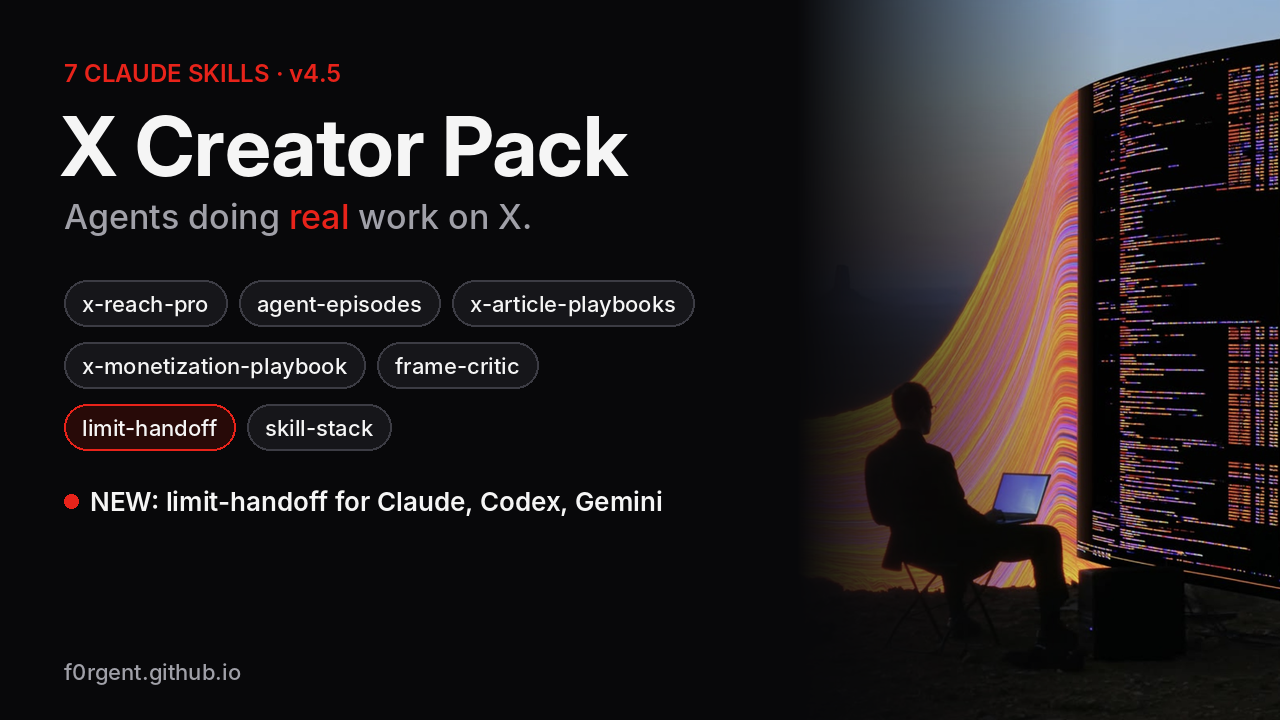 7 CLAUDE SKILLS · v4.5
X Creator Pack
Agents doing real work on X.
x-reach-pro agent-episodes x-article-playbooks
x-monetization-playbook frame-critic
limit-handoff skill-stack
NEW: limit-handoff for Claude, Codex, Gemini
f0rgent.github.io